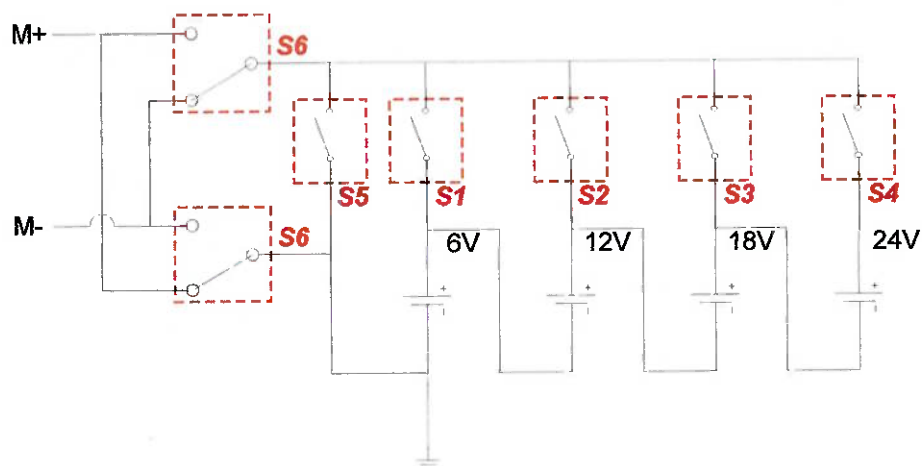 M+
S6
S5
S1
S2
S3
S4
M-
S6
6V
12V
18V
24V
+
+
+
+